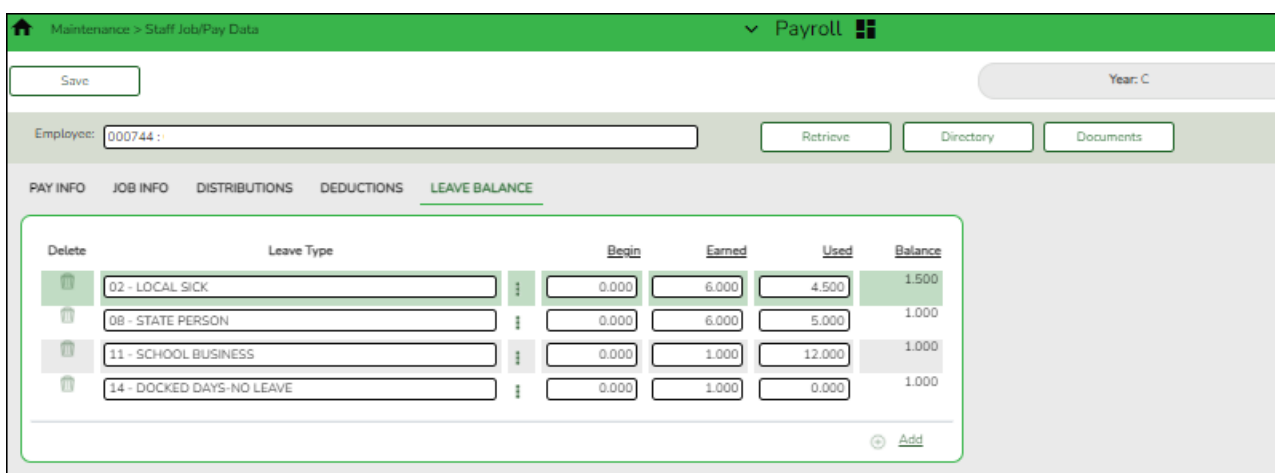 Maintenance > Staff Job/Pay Data Payroll
Save Year: C
Employee: 000744 : Retrieve Directory Documents
PAY INFO JOB INFO DISTRIBUTIONS DEDUCTIONS LEAVE BALANCE
Delete Leave Type Begin Earned Used Balance
02 - LOCAL SICK 0.000 6.000 4.500 1.500
08 - STATE PERSON 0.000 6.000 5.000 1.000
11 - SCHOOL BUSINESS 0.000 1.000 12.000 1.000
14 - DOCKED DAYS-NO LEAVE 0.000 1.000 0.000 1.000
Add